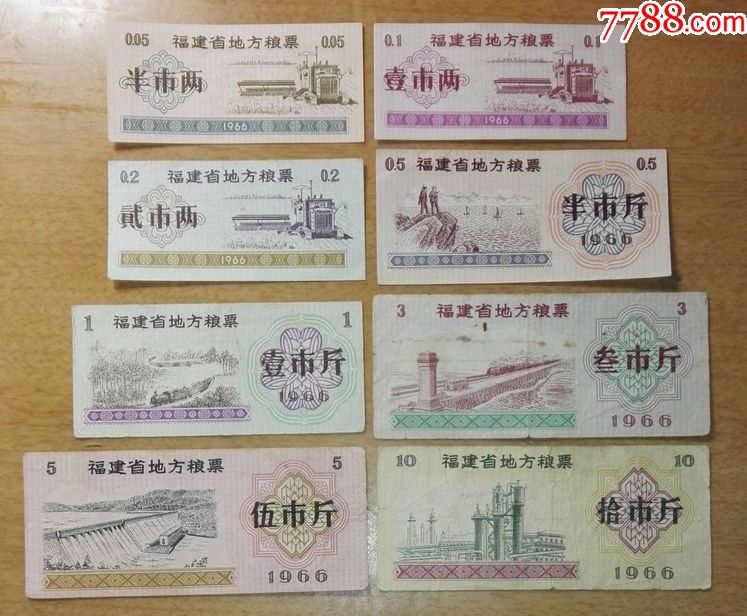 7788.com
0.05 福建省地方粮票 0.05
半市两
1966
0.1 福建省地方粮票 0.1
壹市两
1966
0.2 福建省地方粮票 0.2
贰市两
1966
0.5 福建省地方粮票 0.5
半市斤
1966
1 福建省地方粮票 1
壹市斤
1966
3 福建省地方粮票 3
叁市斤
1966
5 福建省地方粮票 5
伍市斤
1966
10 福建省地方粮票 10
拾市斤
1966